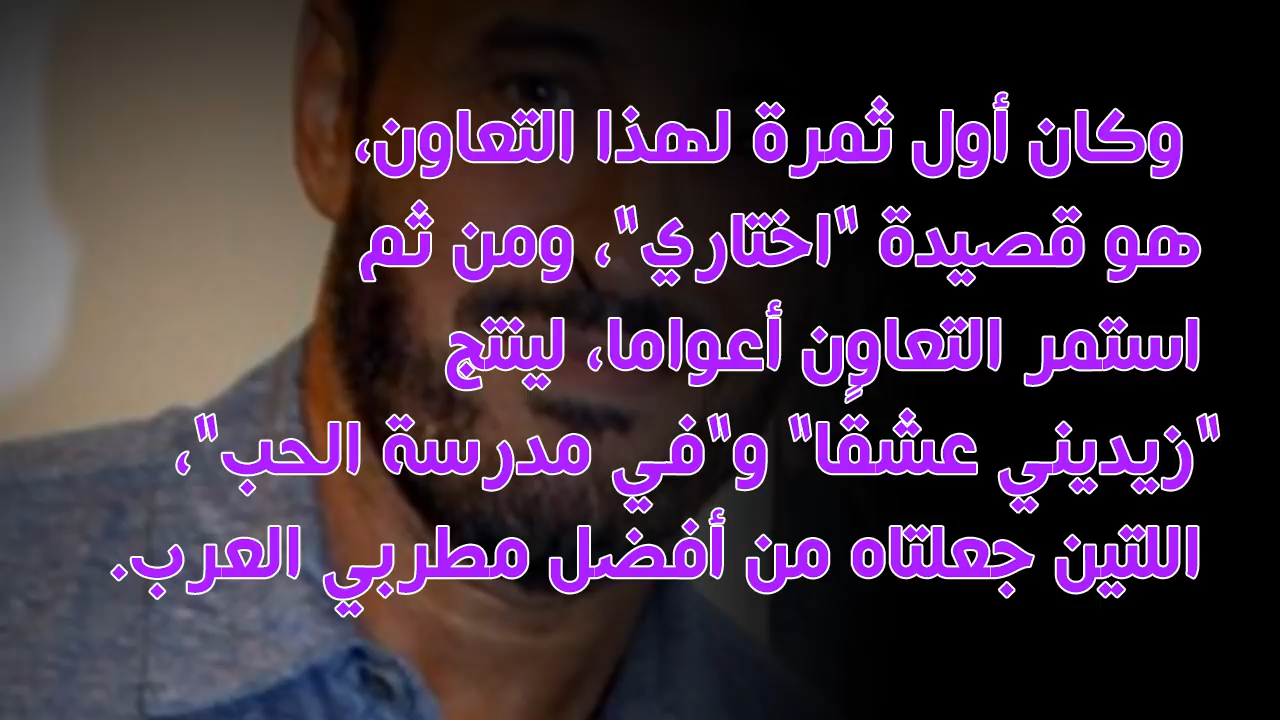 وكان أول ثمرة لهذا التعاون،
هو قصيدة "اختاري"، ومن ثم
استمر التعاوِن أعواما، لينتج
"زيديني عشقا" و"في مدرسة الحب"،
اللتين جعلتاه من أفضل مطربي العرب.